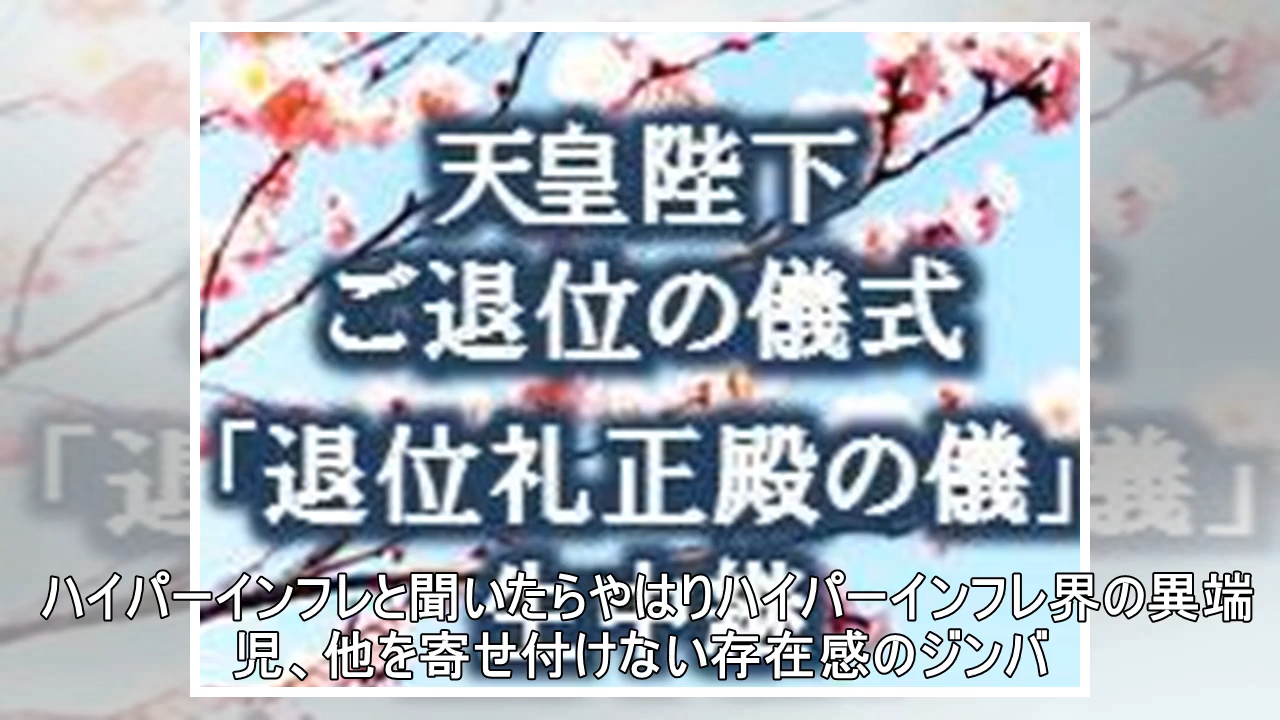 天皇陛下
ご退位の儀式
「退位礼正殿の儀」
ハイパーインフレと聞いたらやはりハイパーインフレ界の異端
児、他を寄せ付けない存在感のジンバ